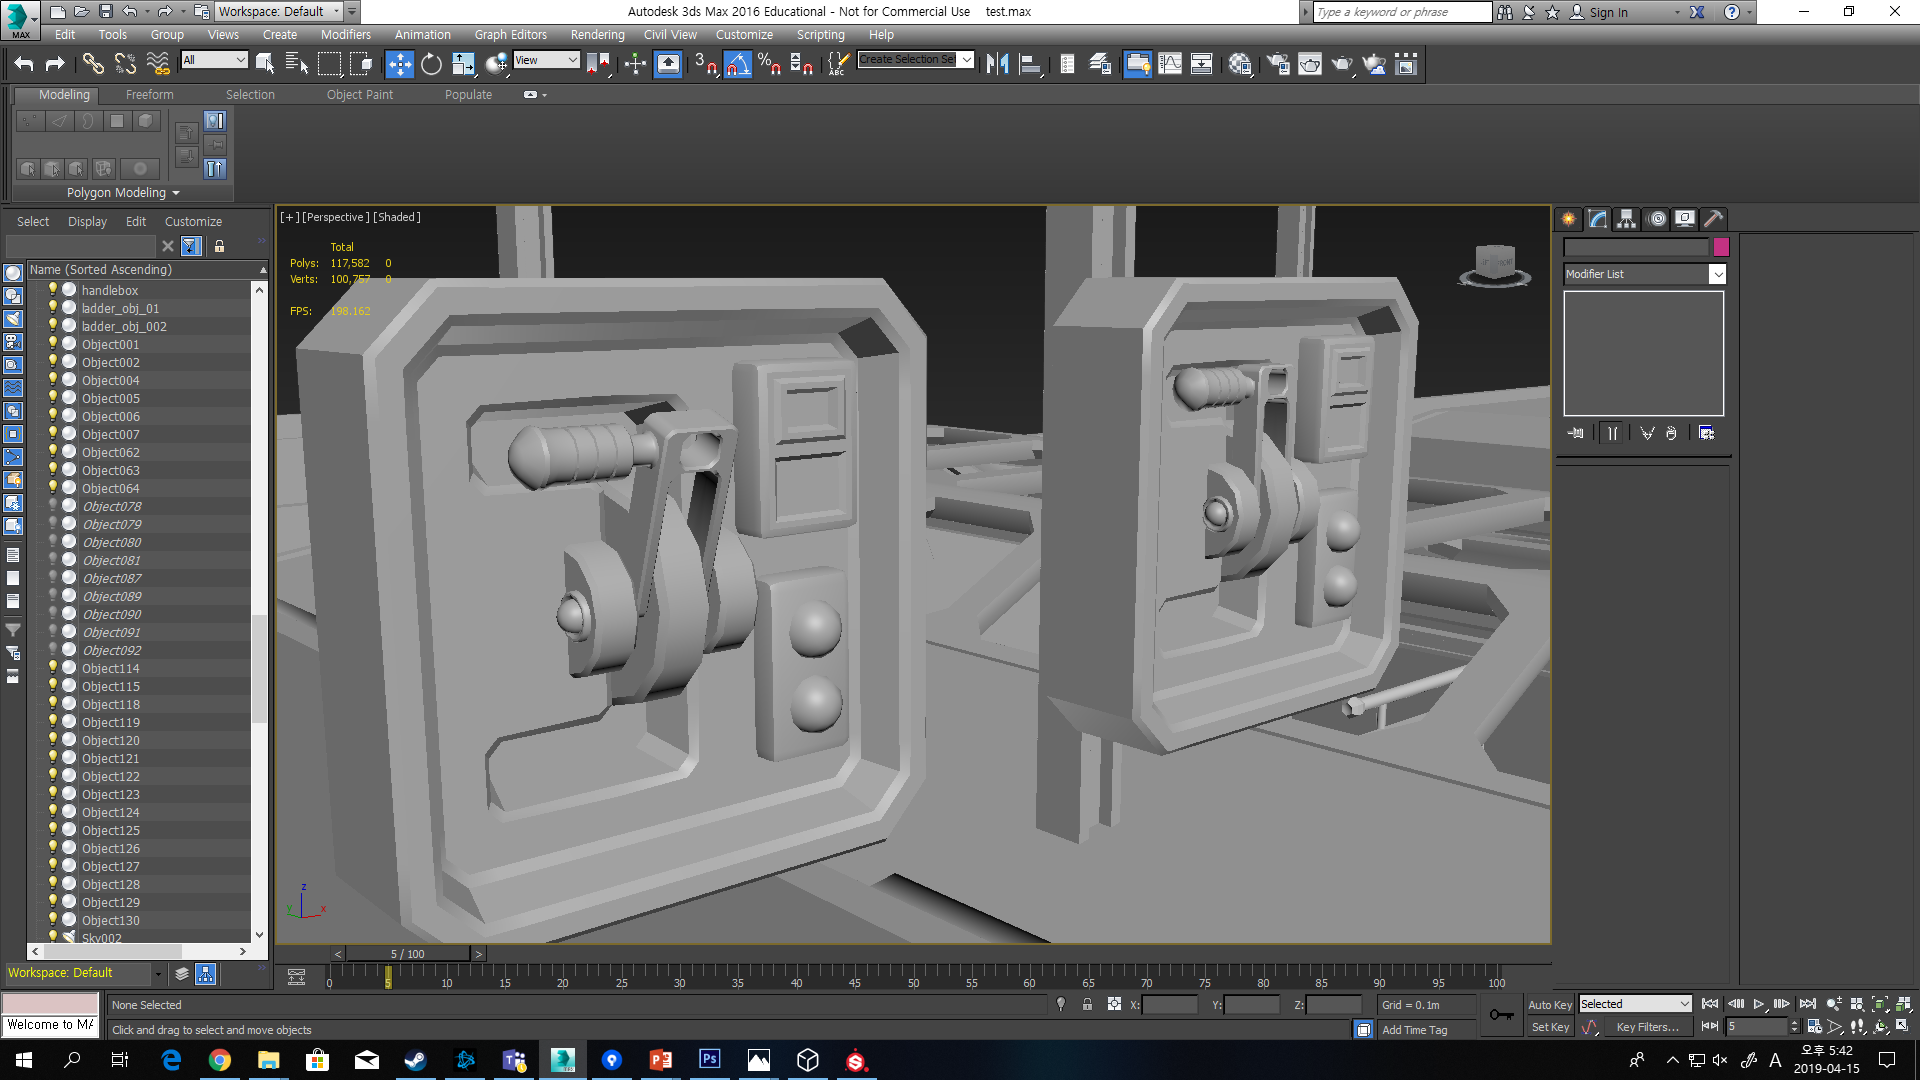 Workspace: Default
Autodesk 3ds Max 2016 Educational - Not for Commercial Use test.max
Type a keyword or phrase
Sign In
MAX
Edit Tools Group Views Create Modifiers Animation Graph Editors Rendering Civil View Customize Scripting Help
All
View
3
ABC
Create Selection Se
Modeling Freeform Selection Object Paint Populate
Polygon Modeling
Select Display Edit Customize
Name (Sorted Ascending)
handlebox
ladder_obj_01
ladder_obj_002
Object001
Object002
Object004
Object005
Object006
Object007
Object062
Object063
Object064
Object078
Object079
Object080
Object081
Object087
Object089
Object090
Object091
Object092
Object114
Object115
Object118
Object119
Object120
Object121
Object122
Object123
Object124
Object125
Object126
Object127
Object128
Object129
Object130
Sky002
[+] [Perspective] [Shaded]
Total
Polys: 117,582 0
Verts: 100,757 0
FPS: 198.162
FRONT
z
y x
Modifier List
5 / 100
Workspace: Default
0 5 10 15 20 25 30 35 40 45 50 55 60 65 70 75 80 85 90 95 100
None Selected
X: Y: Z:
Grid = 0.1m
Auto Key
Selected
Welcome to MA
Click and drag to select and move objects
Add Time Tag
Set Key
Key Filters...
5
A
오후 5:42
2019-04-15